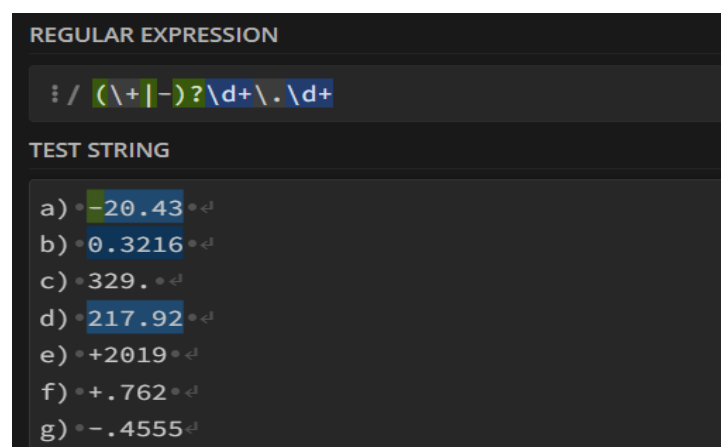 REGULAR EXPRESSION
⋮ / (\+|-)?\d+\.\d+
TEST STRING
a) -20.43
b) 0.3216
c) 329.
d) 217.92
e) +2019
f) +.762
g) -.4555